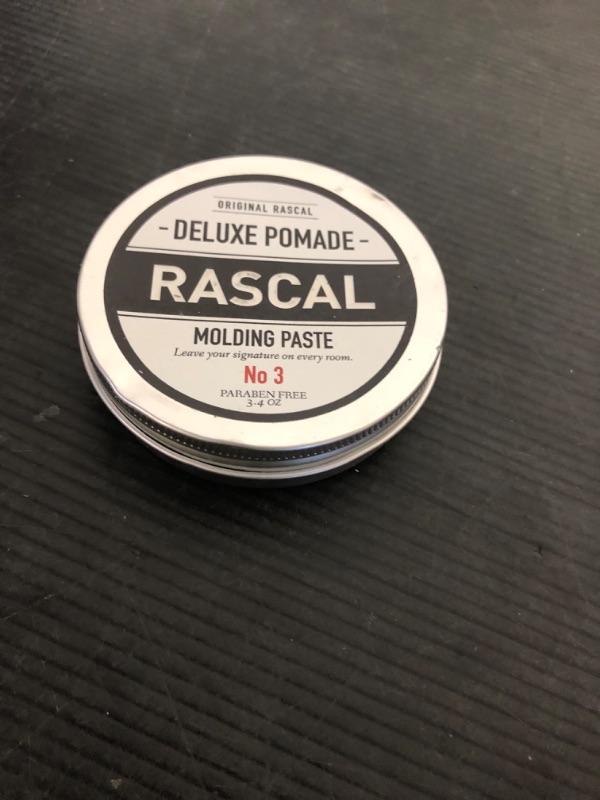 ORIGINAL RASCAL
- DELUXE POMADE -
RASCAL
MOLDING PASTE
Leave your signature on every room.
No 3
PARABEN FREE
3.4 OZ